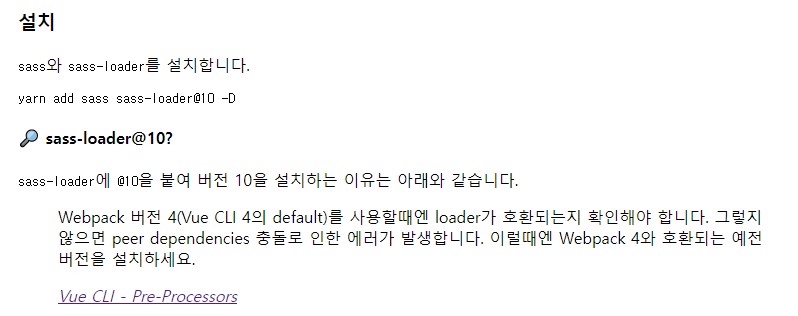 설치
sass와 sass-loader를 설치합니다.
yarn add sass sass-loader@10 -D
🔎 sass-loader@10?
sass-loader에 @10을 붙여 버전 10을 설치하는 이유는 아래와 같습니다.
Webpack 버전 4(Vue CLI 4의 default)를 사용할때엔 loader가 호환되는지 확인해야 합니다. 그렇지
않으면 peer dependencies 충돌로 인한 에러가 발생합니다. 이럴때엔 Webpack 4와 호환되는 예전
버전을 설치하세요.
Vue CLI - Pre-Processors